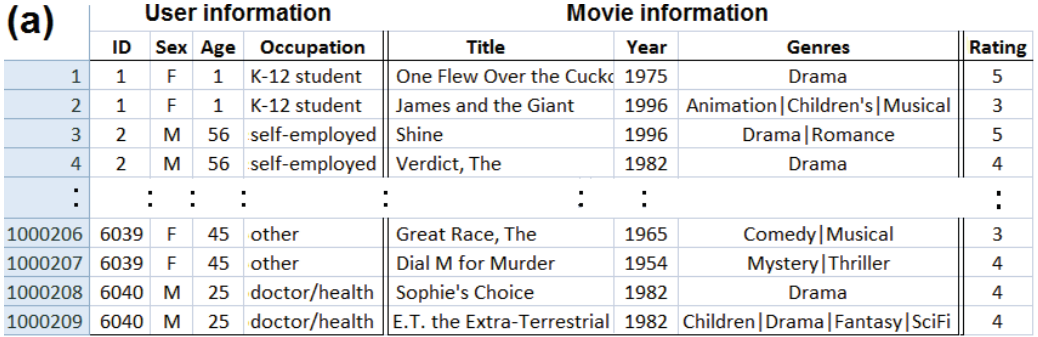 (a) User information Movie information
ID Sex Age Occupation Title Year Genres Rating
1 1 F 1 K-12 student One Flew Over the Cucko 1975 Drama 5
2 1 F 1 K-12 student James and the Giant 1996 Animation|Children's|Musical 3
3 2 M 56 self-employed Shine 1996 Drama|Romance 5
4 2 M 56 self-employed Verdict, The 1982 Drama 4
: : : : : : : :
1000206 6039 F 45 other Great Race, The 1965 Comedy|Musical 3
1000207 6039 F 45 other Dial M for Murder 1954 Mystery|Thriller 4
1000208 6040 M 25 doctor/health Sophie's Choice 1982 Drama 4
1000209 6040 M 25 doctor/health E.T. the Extra-Terrestrial 1982 Children|Drama|Fantasy|SciFi 4